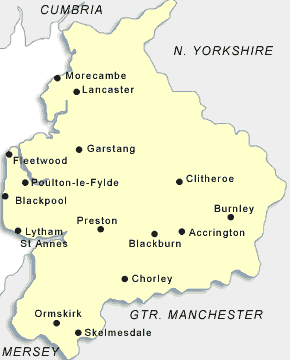 CUMBRIA
N. YORKSHIRE
Morecambe
Lancaster
Garstang
Fleetwood
Poulton-le-Fylde
Clitheroe
Blackpool
Burnley
Preston
Lytham
St Annes
Accrington
Blackburn
Chorley
GTR. MANCHESTER
Ormskirk
Skelmesdale
MERSEY